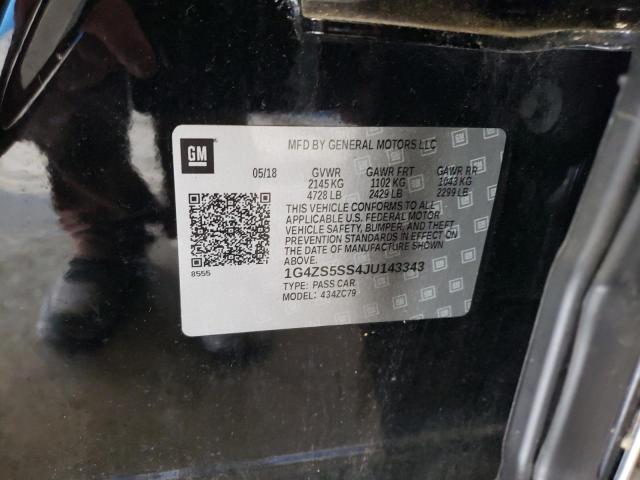 GM
MFD BY GENERAL MOTORS LLC
05/18 GVWR GAWR FRT GAWR RR
2145 KG 1102 KG 1043 KG
4728 LB 2429 LB 2299 LB
THIS VEHICLE CONFORMS TO ALL
APPLICABLE U.S. FEDERAL MOTOR
VEHICLE SAFETY, BUMPER, AND THEFT
PREVENTION STANDARDS IN EFFECT ON THE
DATE OF MANUFACTURE SHOWN
ABOVE.
8555
1G4ZS5SS4JU143343
TYPE: PASS CAR
MODEL: 434ZC79